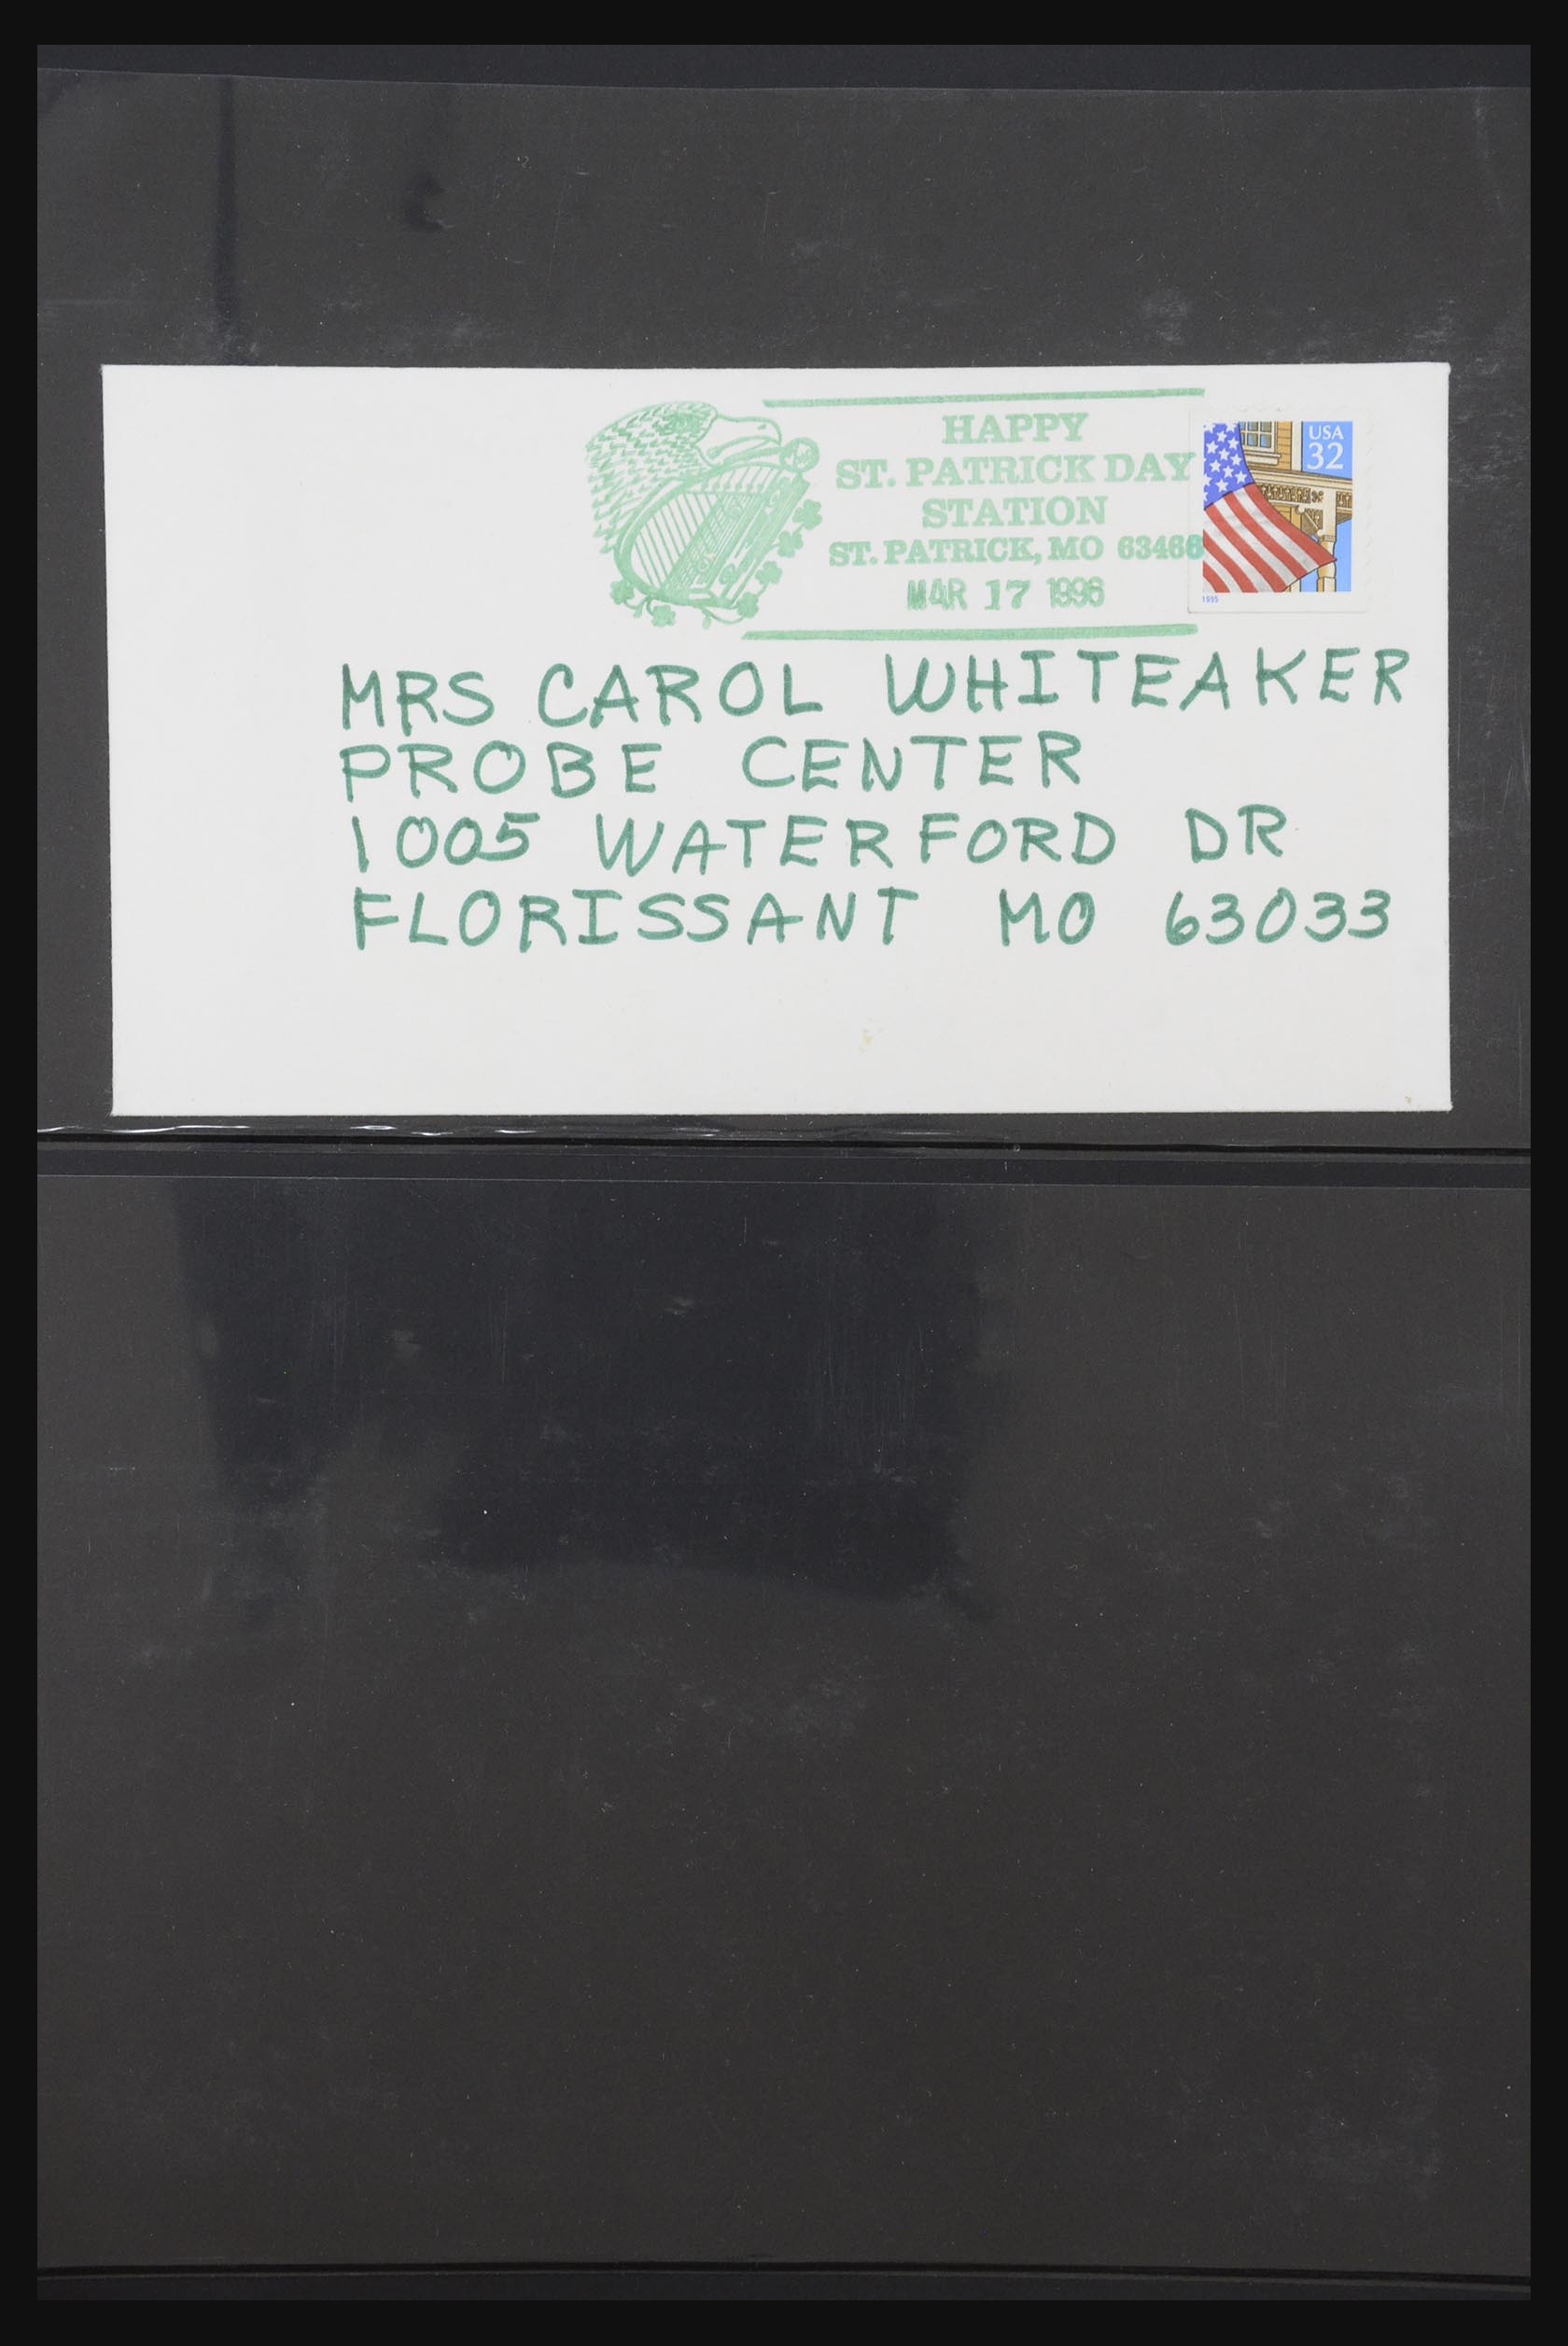 HAPPY
ST. PATRICK DAY
STATION
ST. PATRICK, MO 63466
MAR 17 1996
USA
32
1995
MRS CAROL WHITEAKER
PROBE CENTER
1005 WATERFORD DR
FLORISSANT MO 63033